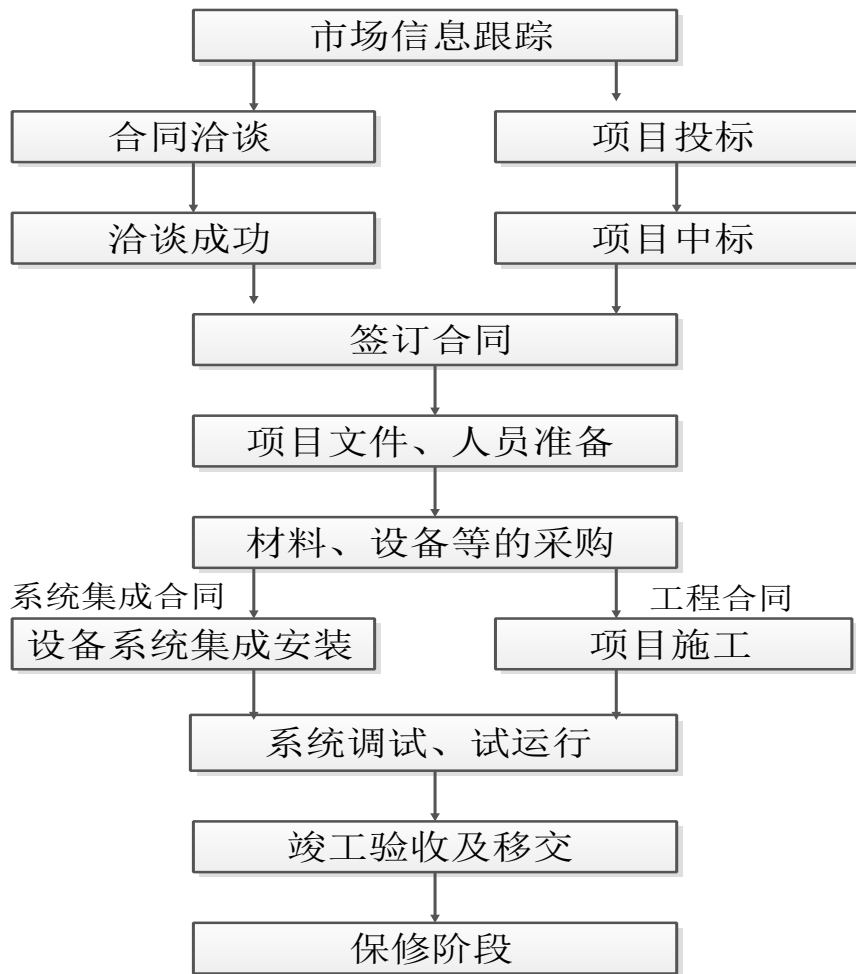 市场信息跟踪
合同洽谈
项目投标
洽谈成功
项目中标
签订合同
项目文件、人员准备
材料、设备等的采购
系统集成合同
工程合同
设备系统集成安装
项目施工
系统调试、试运行
竣工验收及移交
保修阶段